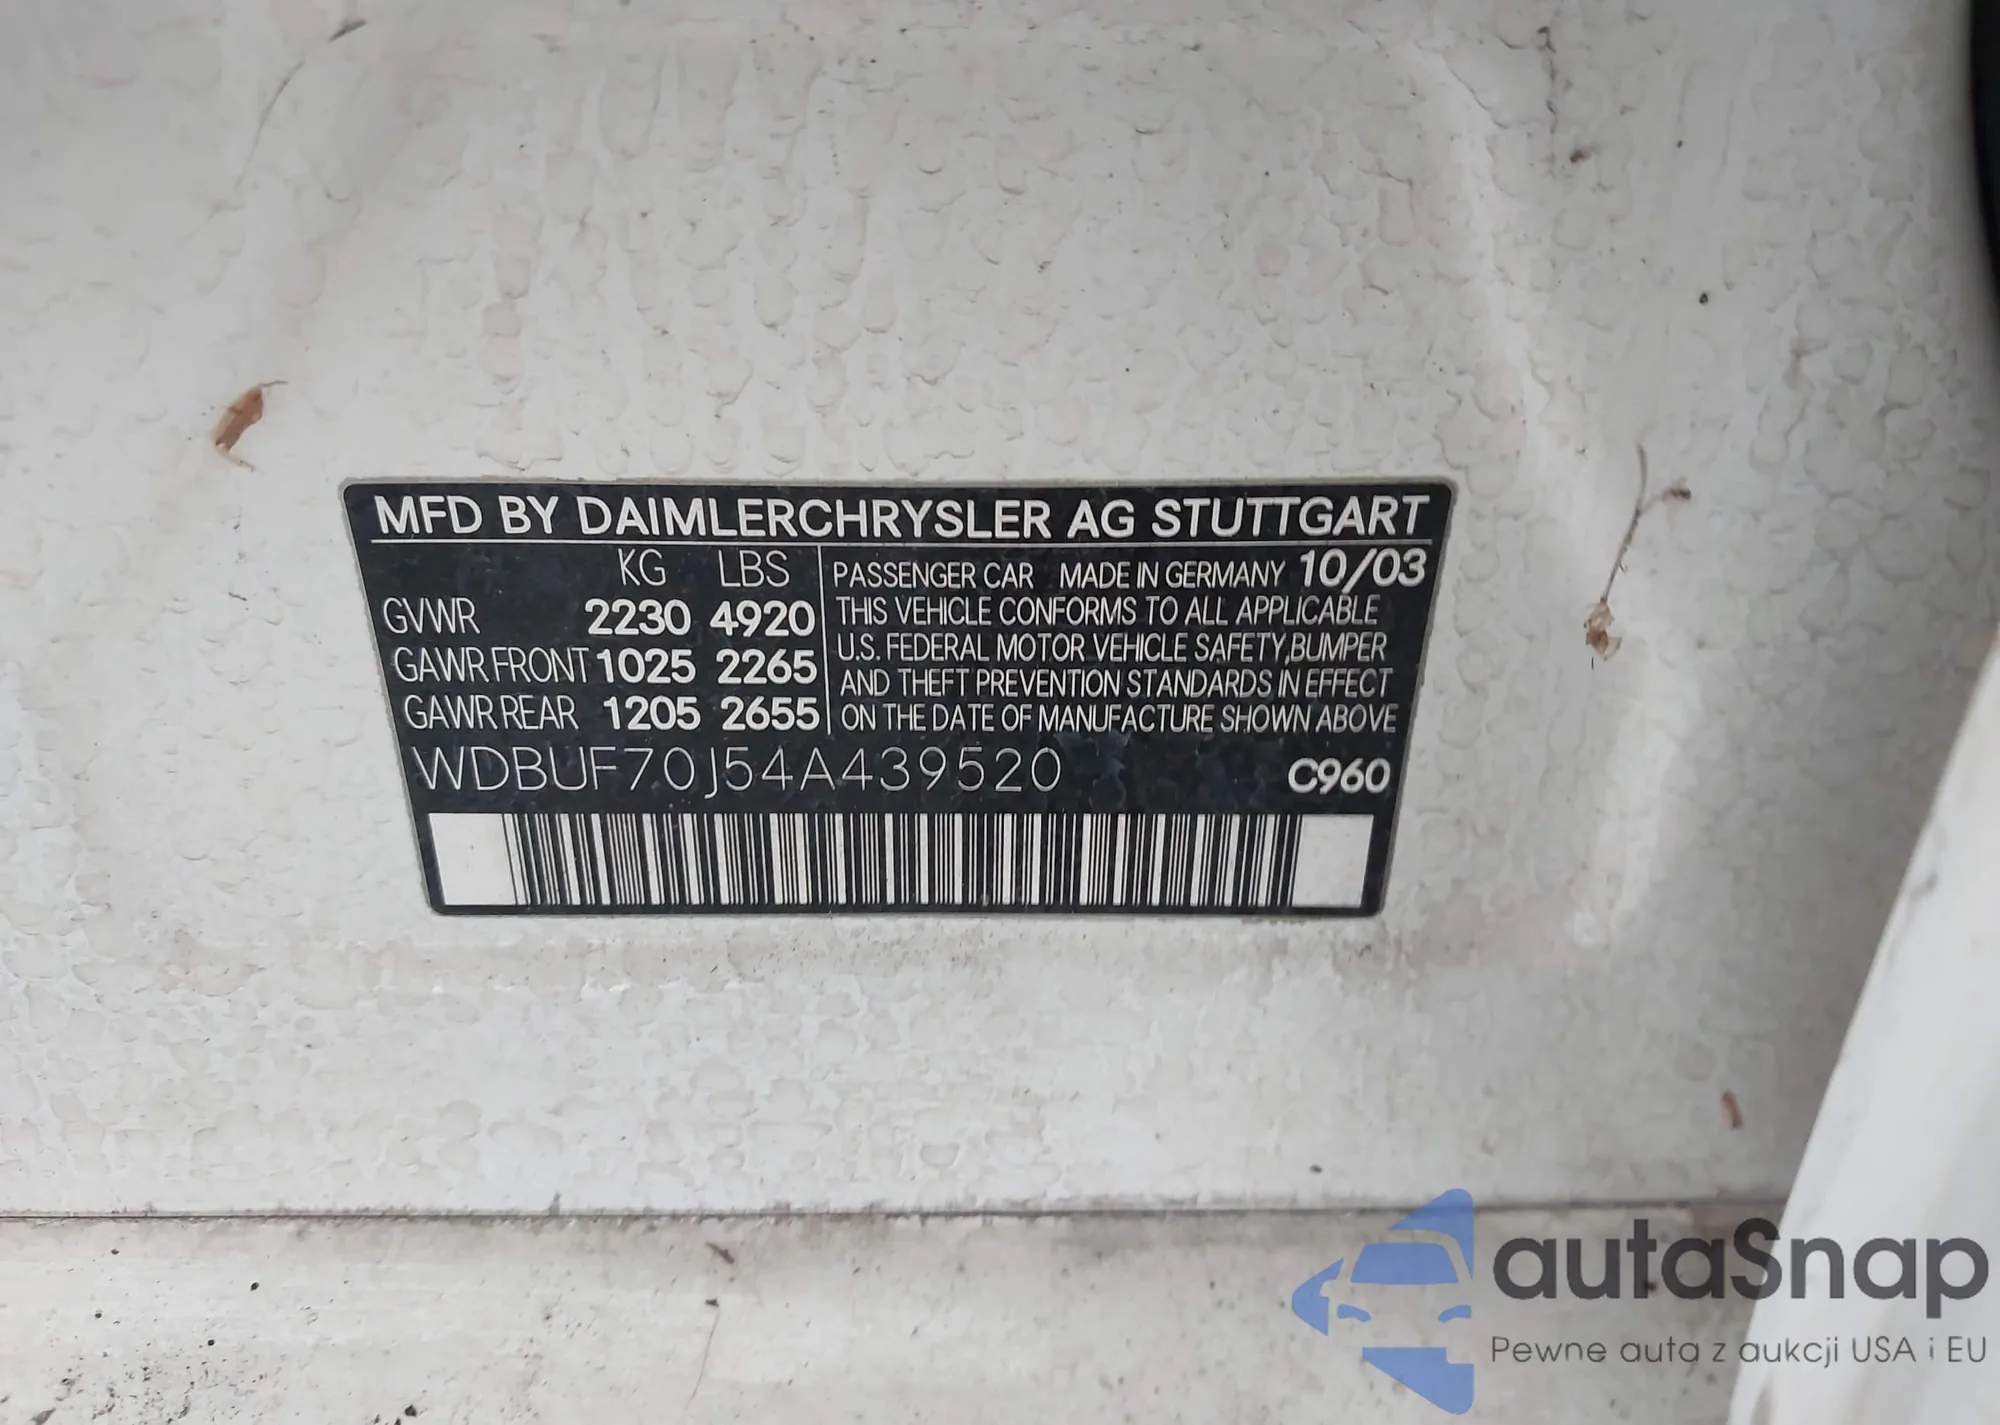 MFD BY DAIMLERCHRYSLER AG STUTTGART
KG LBS
GVWR 2230 4920
GAWR FRONT 1025 2265
GAWR REAR 1205 2655
PASSENGER CAR MADE IN GERMANY 10/03
THIS VEHICLE CONFORMS TO ALL APPLICABLE
U.S. FEDERAL MOTOR VEHICLE SAFETY,BUMPER
AND THEFT PREVENTION STANDARDS IN EFFECT
ON THE DATE OF MANUFACTURE SHOWN ABOVE
WDBUF70J54A439520 C960
autaSnap
Pewne auta z aukcji USA i EU